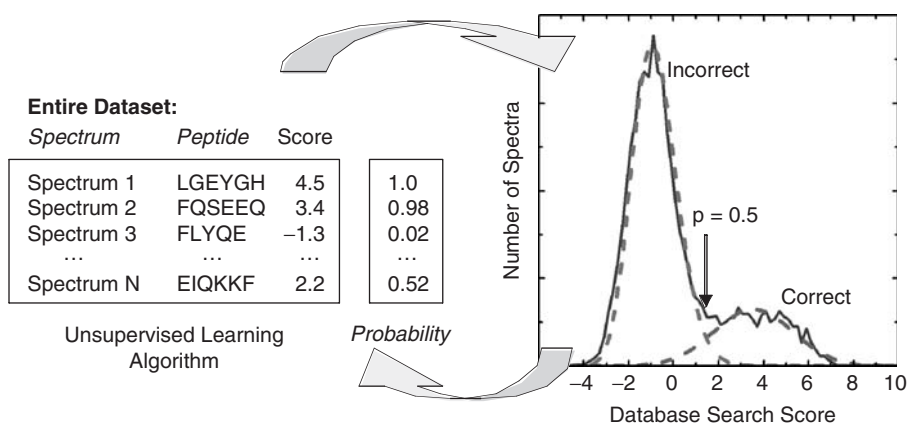 Entire Dataset:
Spectrum Peptide Score
Spectrum 1 LGEYGH 4.5 1.0
Spectrum 2 FQSEEQ 3.4 0.98
Spectrum 3 FLYQE −1.3 0.02
... ... ... ...
Spectrum N EIQKKF 2.2 0.52
Unsupervised Learning
Algorithm
Probability
Number of Spectra
Incorrect
p = 0.5
Correct
−4 −2 0 2 4 6 8 10
Database Search Score